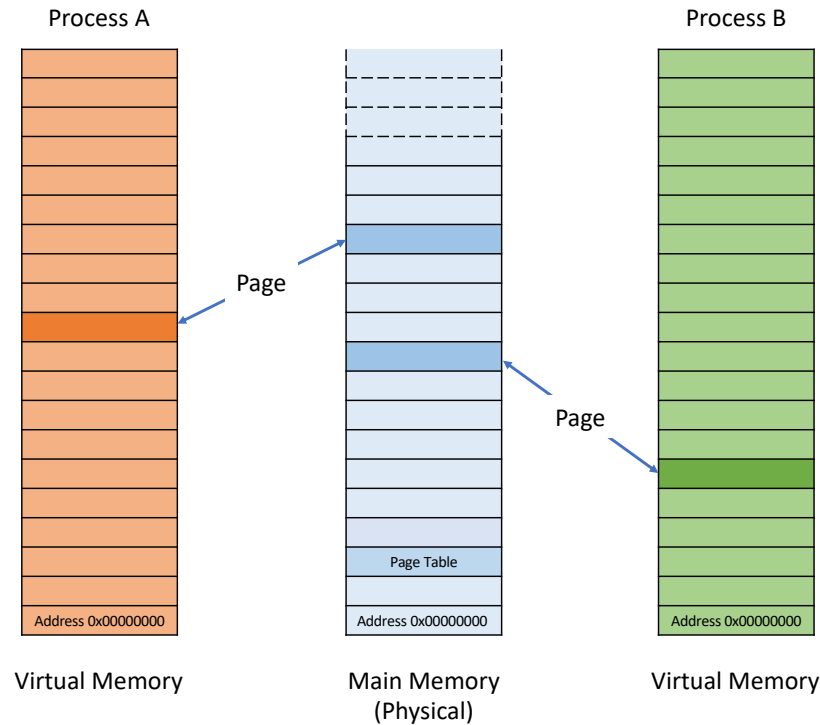 Process A
Process B
Page
Page
Page Table
Address 0x00000000
Address 0x00000000
Address 0x00000000
Virtual Memory
Main Memory
(Physical)
Virtual Memory